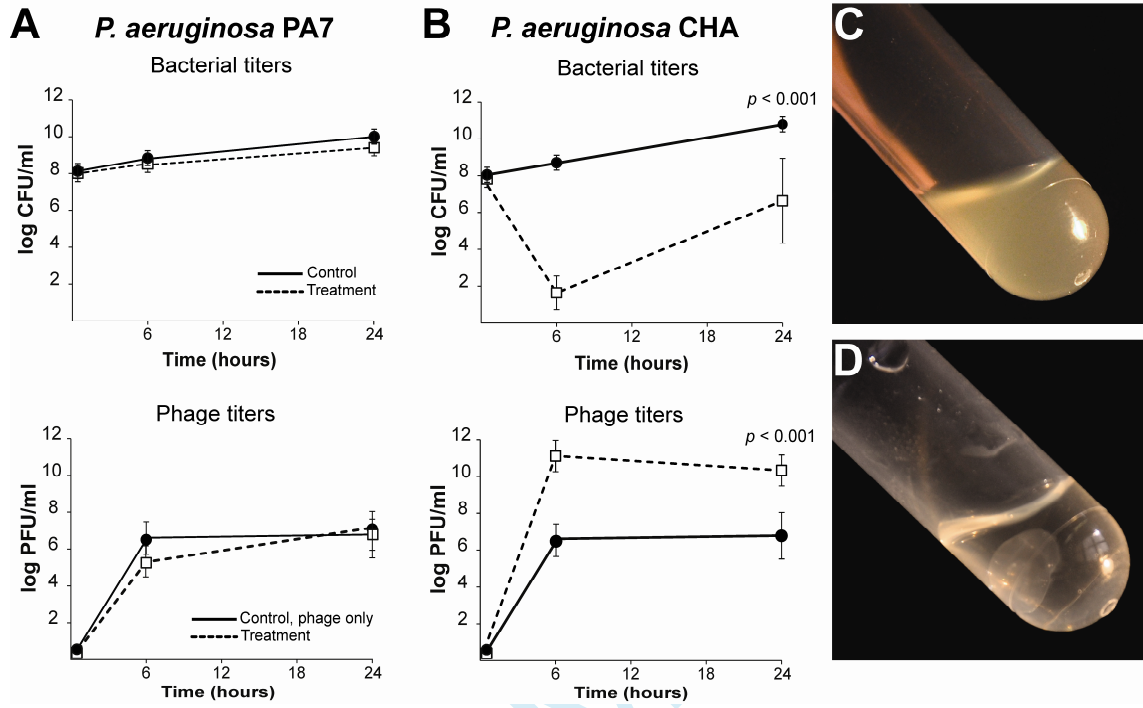 A
P. aeruginosa PA7
Bacterial titers
12
10
8
6
4
2
log CFU/ml
Control
Treatment
6
12
18
24
Time (hours)
Phage titers
12
10
8
6
4
2
log PFU/ml
Control, phage only
Treatment
6
12
18
24
Time (hours)
B
P. aeruginosa CHA
Bacterial titers
p < 0.001
12
10
8
6
4
2
log CFU/ml
6
12
18
24
Time (hours)
Phage titers
p < 0.001
12
10
8
6
4
2
log PFU/ml
6
12
18
24
Time (hours)
C
D